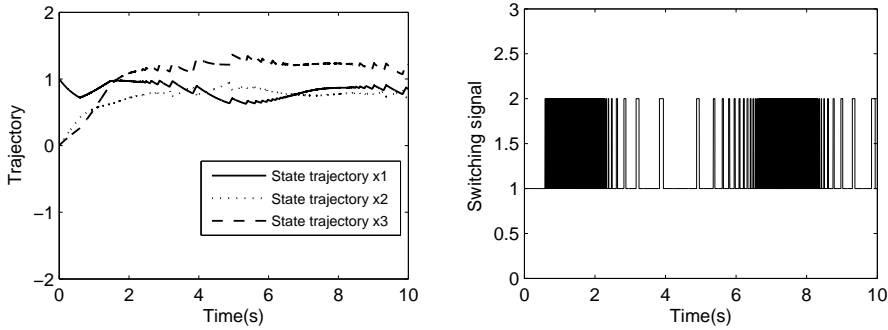 2
1
0
−1
−2
Trajectory
State trajectory x1
State trajectory x2
State trajectory x3
0 2 4 6 8 10
Time(s)
3
2.5
2
1.5
1
0.5
0
Switching signal
0 2 4 6 8 10
Time(s)